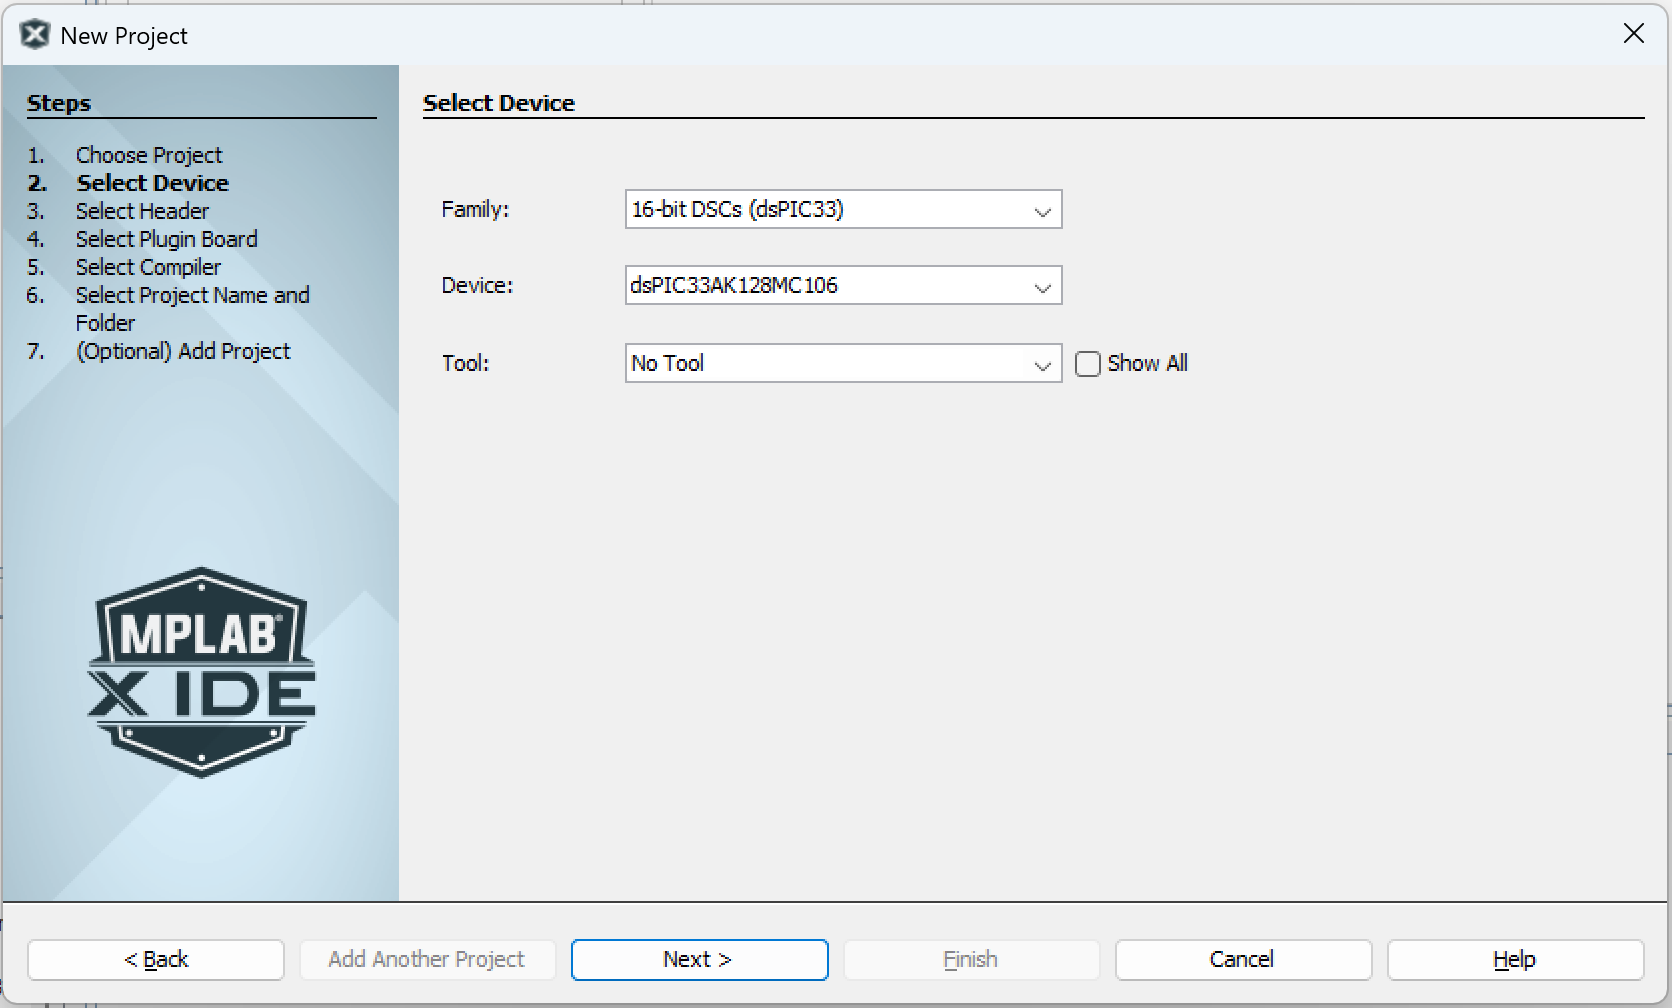 New Project
Steps
1. Choose Project
2. Select Device
3. Select Header
4. Select Plugin Board
5. Select Compiler
6. Select Project Name and
Folder
7. (Optional) Add Project
MPLAB®
X IDE
Select Device
Family: 16-bit DSCs (dsPIC33)
Device: dsPIC33AK128MC106
Tool: No Tool Show All
< Back Add Another Project Next > Finish Cancel Help